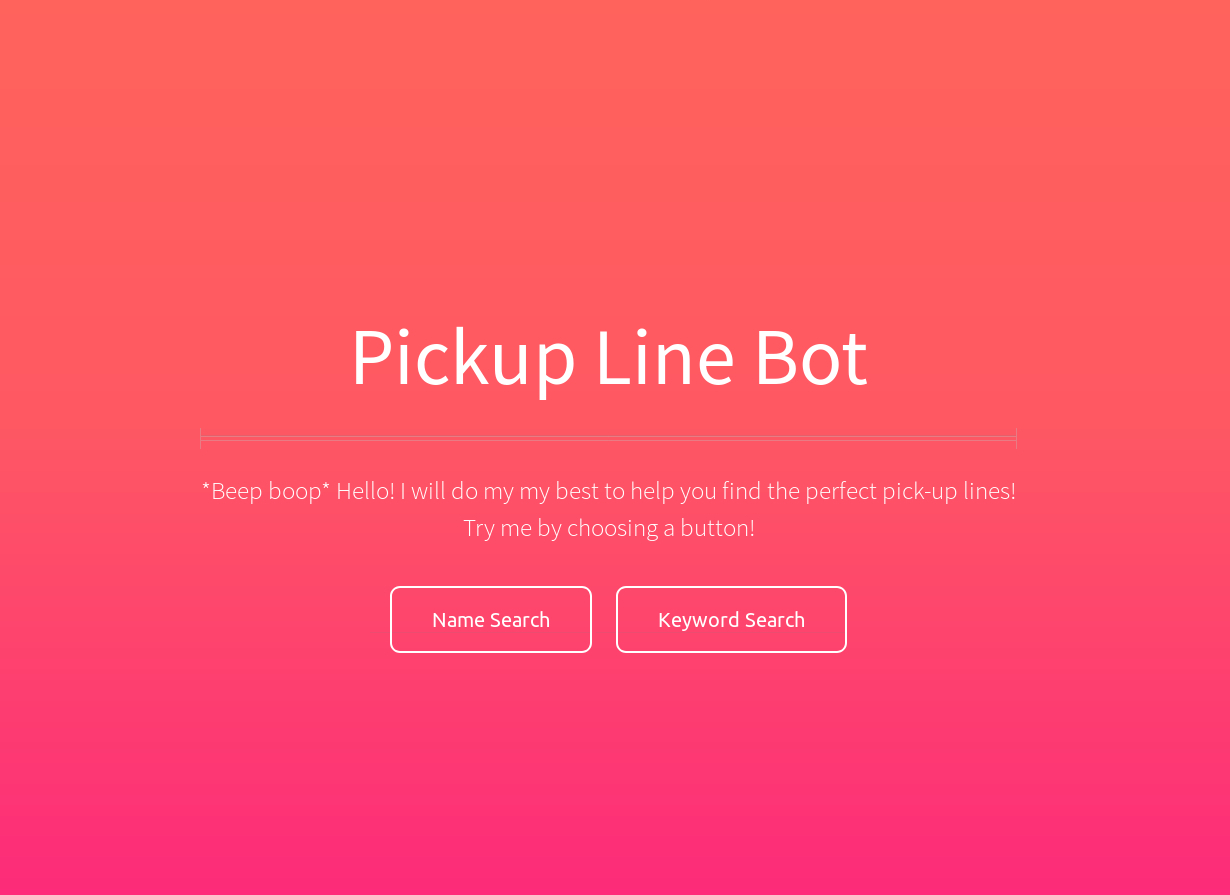 Pickup Line Bot
*Beep boop* Hello! I will do my my best to help you find the perfect pick-up lines!
Try me by choosing a button!
Name Search
Keyword Search